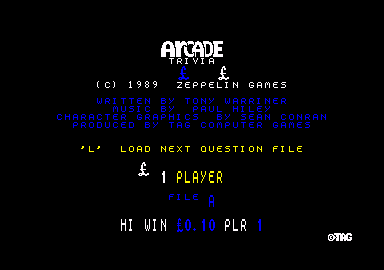 ARCADE
TRIVIA
£ £
(C) 1989 ZEPPELIN GAMES
WRITTEN BY TONY WARRINER
MUSIC BY PAUL HILEY
CHARACTER GRAPHICS BY SEAN CONRAN
PRODUCED BY TAG COMPUTER GAMES
'L' LOAD NEXT QUESTION FILE
£ 1 PLAYER
FILE A
HI WIN £0.10 PLR 1
©TAG